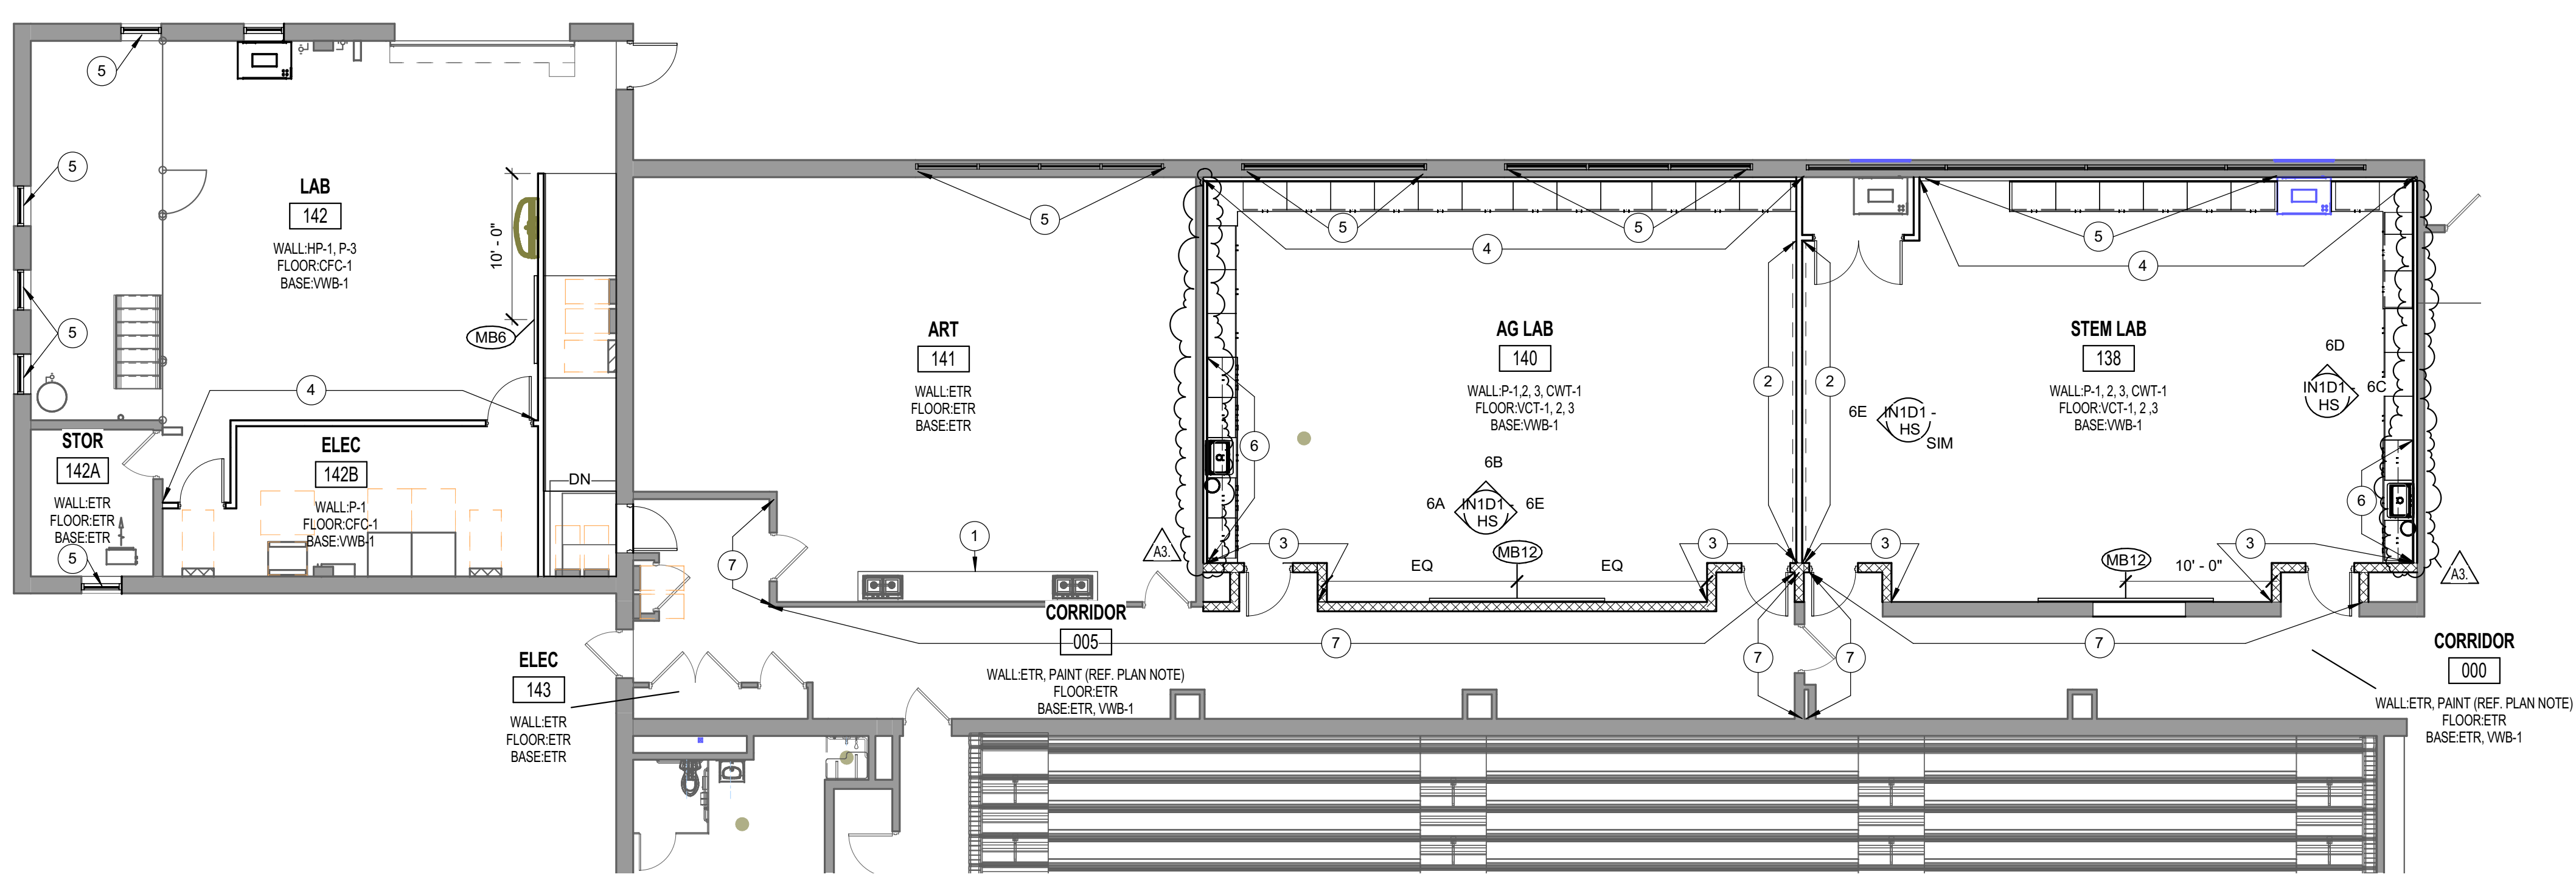 5
5
5
LAB
142
WALL:HP-1, P-3
FLOOR:CFC-1
BASE:VWB-1
10' - 0"
MB6
4
STOR
142A
WALL:ETR
FLOOR:ETR
BASE:ETR
5
ELEC
142B
WALL:P-1
FLOOR:CFC-1
BASE:VWB-1
DN
ART
141
WALL:ETR
FLOOR:ETR
BASE:ETR
5
1
7
AG LAB
140
WALL:P-1,2, 3, CWT-1
FLOOR:VCT-1, 2, 3
BASE:VWB-1
5
5
4
6
2
2
6B
6A
IN1D1 -
HS
6E
A3.
3
EQ
MB12
EQ
3
STEM LAB
138
WALL:P-1, 2, 3, CWT-1
FLOOR:VCT-1, 2 ,3
BASE:VWB-1
5
4
6E
IN1D1 -
HS
SIM
6D
IN1D1 -
HS
6C
6
3
MB12
10' - 0"
3
A3.
CORRIDOR
005
WALL:ETR, PAINT (REF. PLAN NOTE)
FLOOR:ETR
BASE:ETR, VWB-1
7
7
7
7
ELEC
143
WALL:ETR
FLOOR:ETR
BASE:ETR
CORRIDOR
000
WALL:ETR, PAINT (REF. PLAN NOTE)
FLOOR:ETR
BASE:ETR, VWB-1